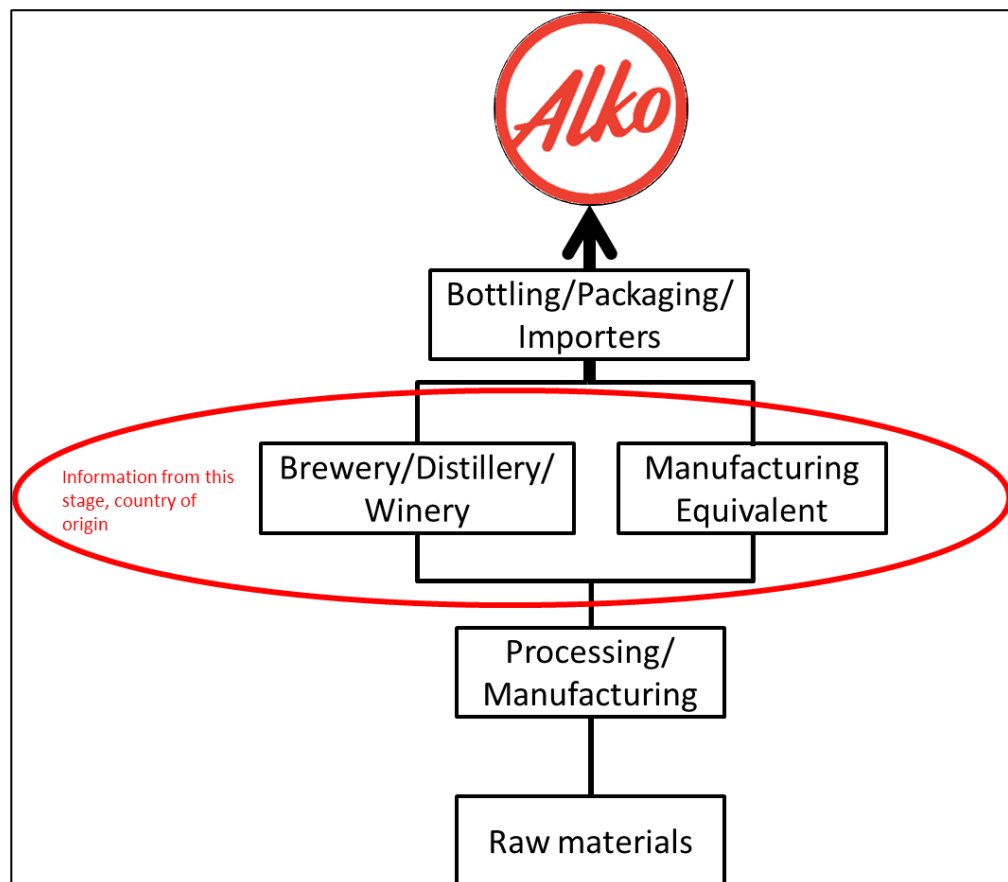 Alko
Bottling/Packaging/
Importers
Information from this
stage, country of
origin
Brewery/Distillery/
Winery
Manufacturing
Equivalent
Processing/
Manufacturing
Raw materials